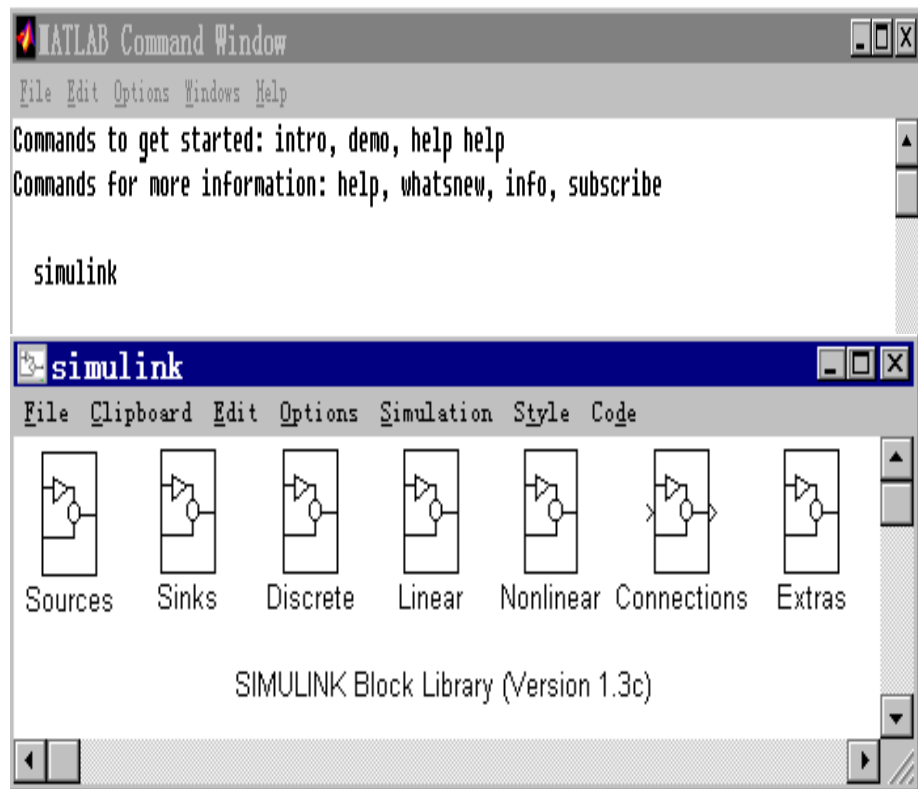 MATLAB Command Window
File Edit Options Windows Help
Commands to get started: intro, demo, help help
Commands for more information: help, whatsnew, info, subscribe
simulink
simulink
File Clipboard Edit Options Simulation Style Code
Sources Sinks Discrete Linear Nonlinear Connections Extras
SIMULINK Block Library (Version 1.3c)